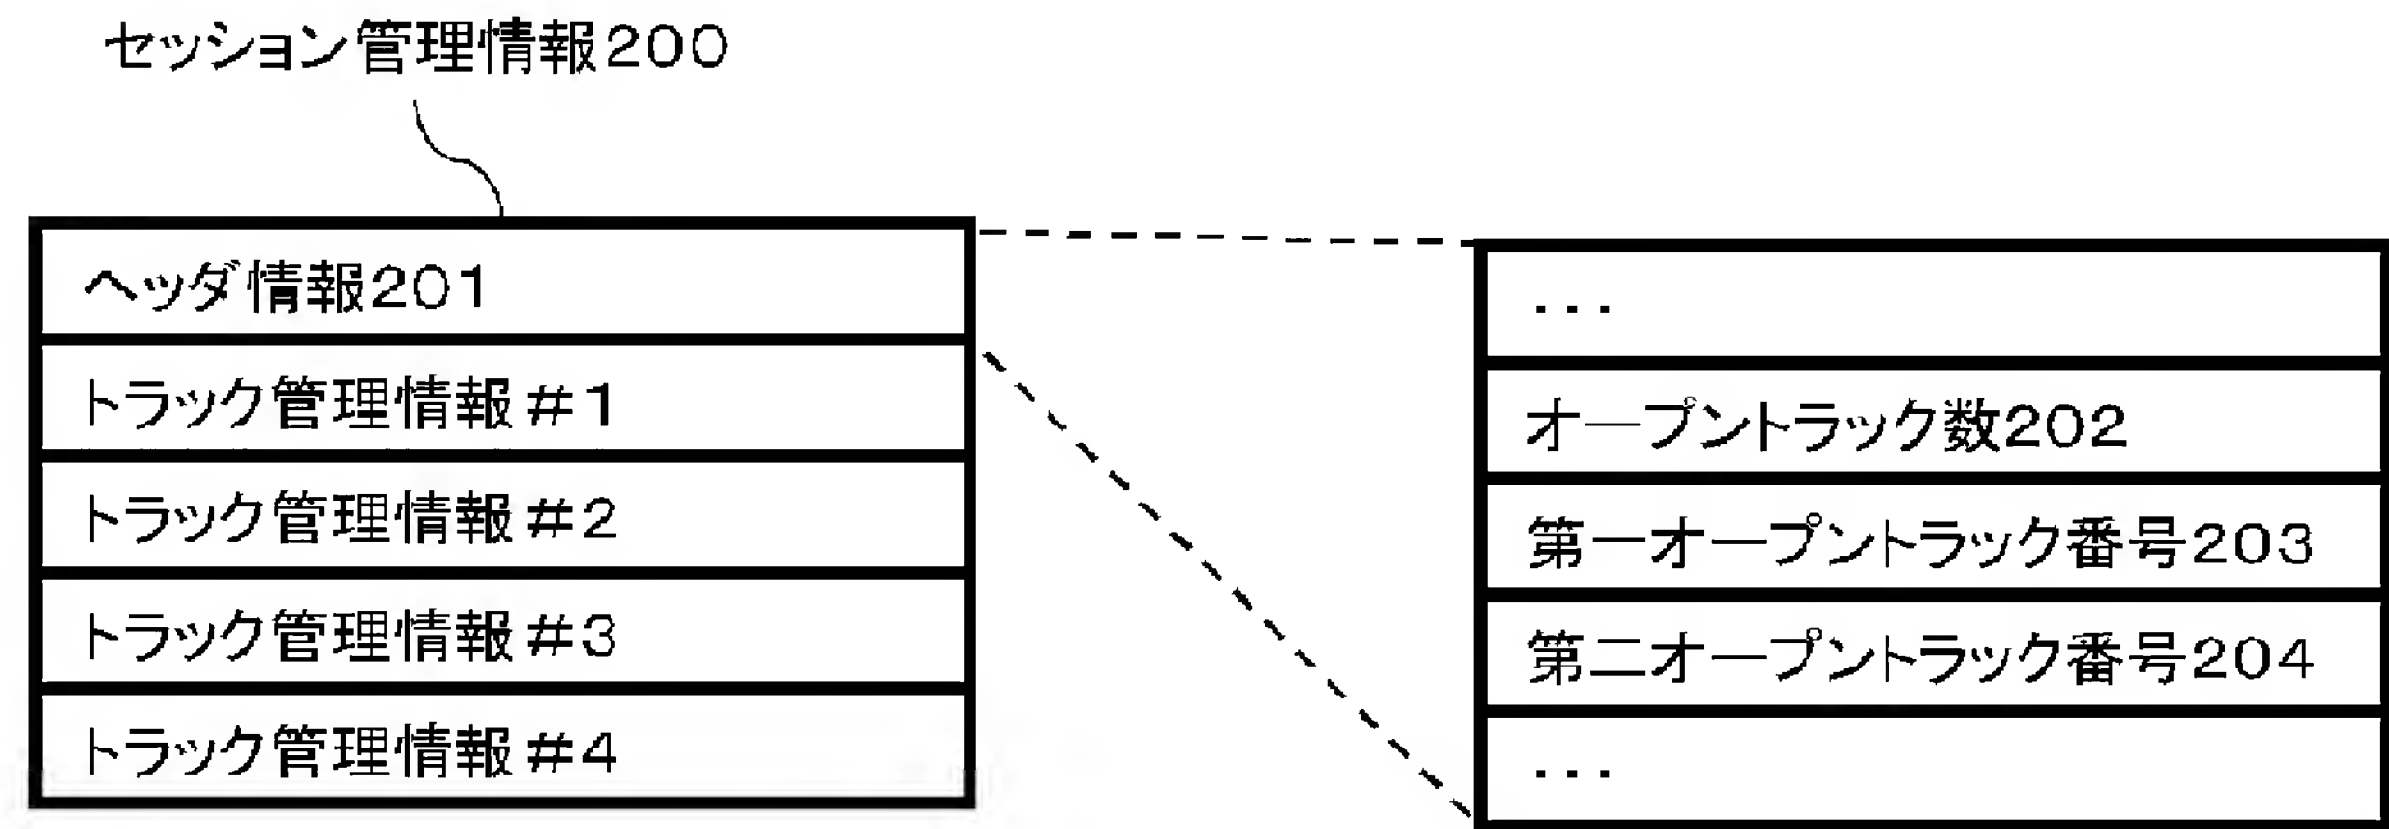 セッション管理情報200
ヘッダ情報201
トラック管理情報#1
トラック管理情報#2
トラック管理情報#3
トラック管理情報#4
...
オープントラック数202
第一オープントラック番号203
第二オープントラック番号204
...